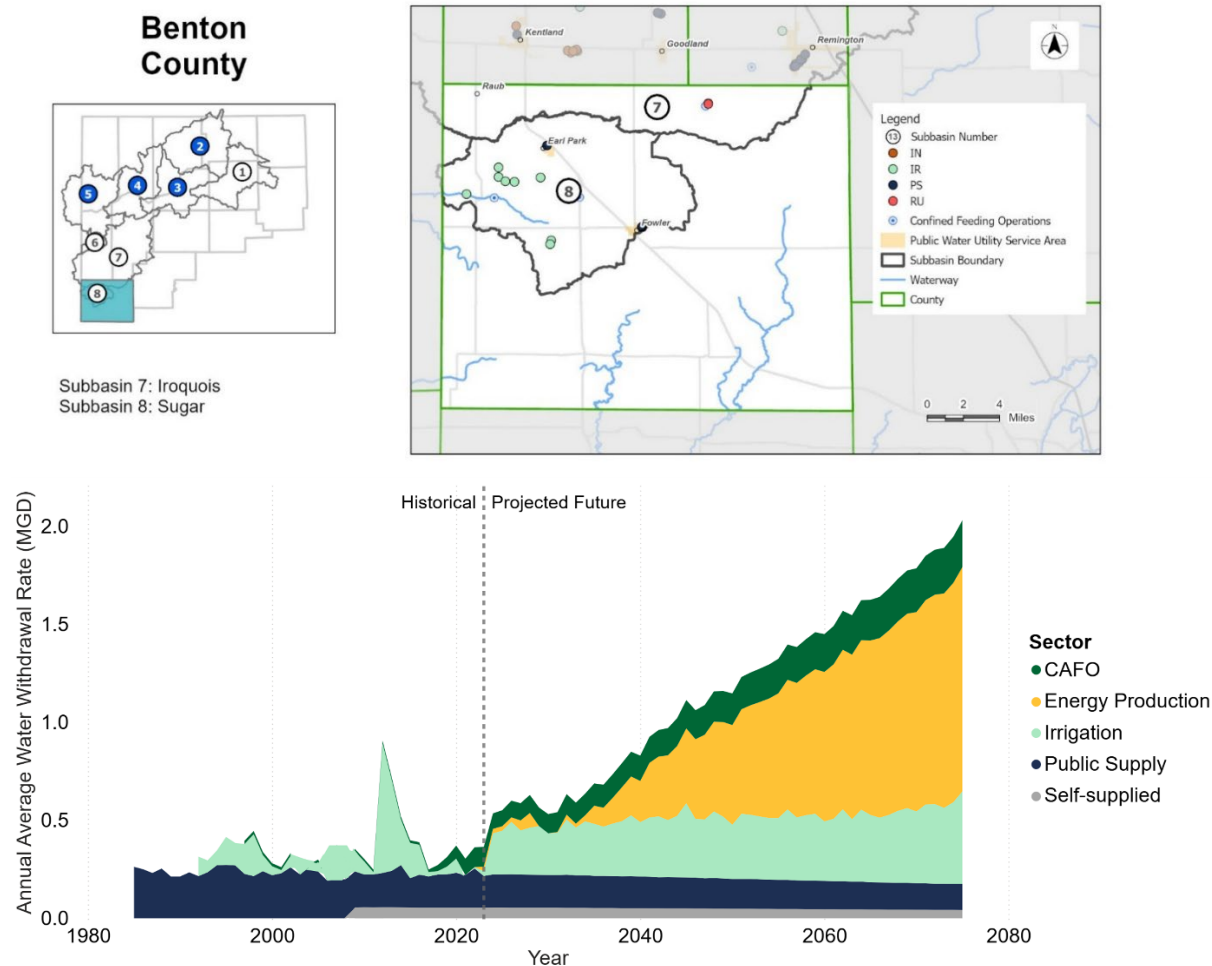 Benton
County
2
1
3
4
5
6
7
8
Subbasin 7: Iroquois
Subbasin 8: Sugar
Kentland
Goodland
Remington
Raub
7
Earl Park
8
Fowler
N
Legend
13 Subbasin Number
IN
IR
PS
RU
Confined Feeding Operations
Public Water Utility Service Area
Subbasin Boundary
Waterway
County
0 2 4
Miles
Historical
Projected Future
Annual Average Water Withdrawal Rate (MGD)
2.0
1.5
1.0
0.5
0.0
1980 2000 2020 2040 2060 2080
Year
Sector
CAFO
Energy Production
Irrigation
Public Supply
Self-supplied